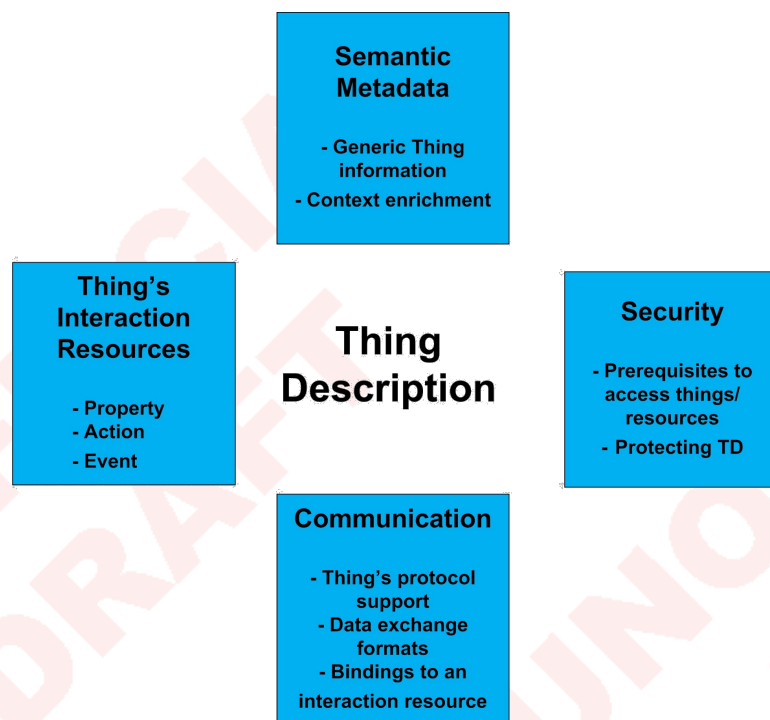 Semantic
Metadata
- Generic Thing
information
- Context enrichment
Thing's
Interaction
Resources
- Property
- Action
- Event
Thing
Description
Security
- Prerequisites to
access things/
resources
- Protecting TD
Communication
- Thing's protocol
support
- Data exchange
formats
- Bindings to an
interaction resource
DRAFT